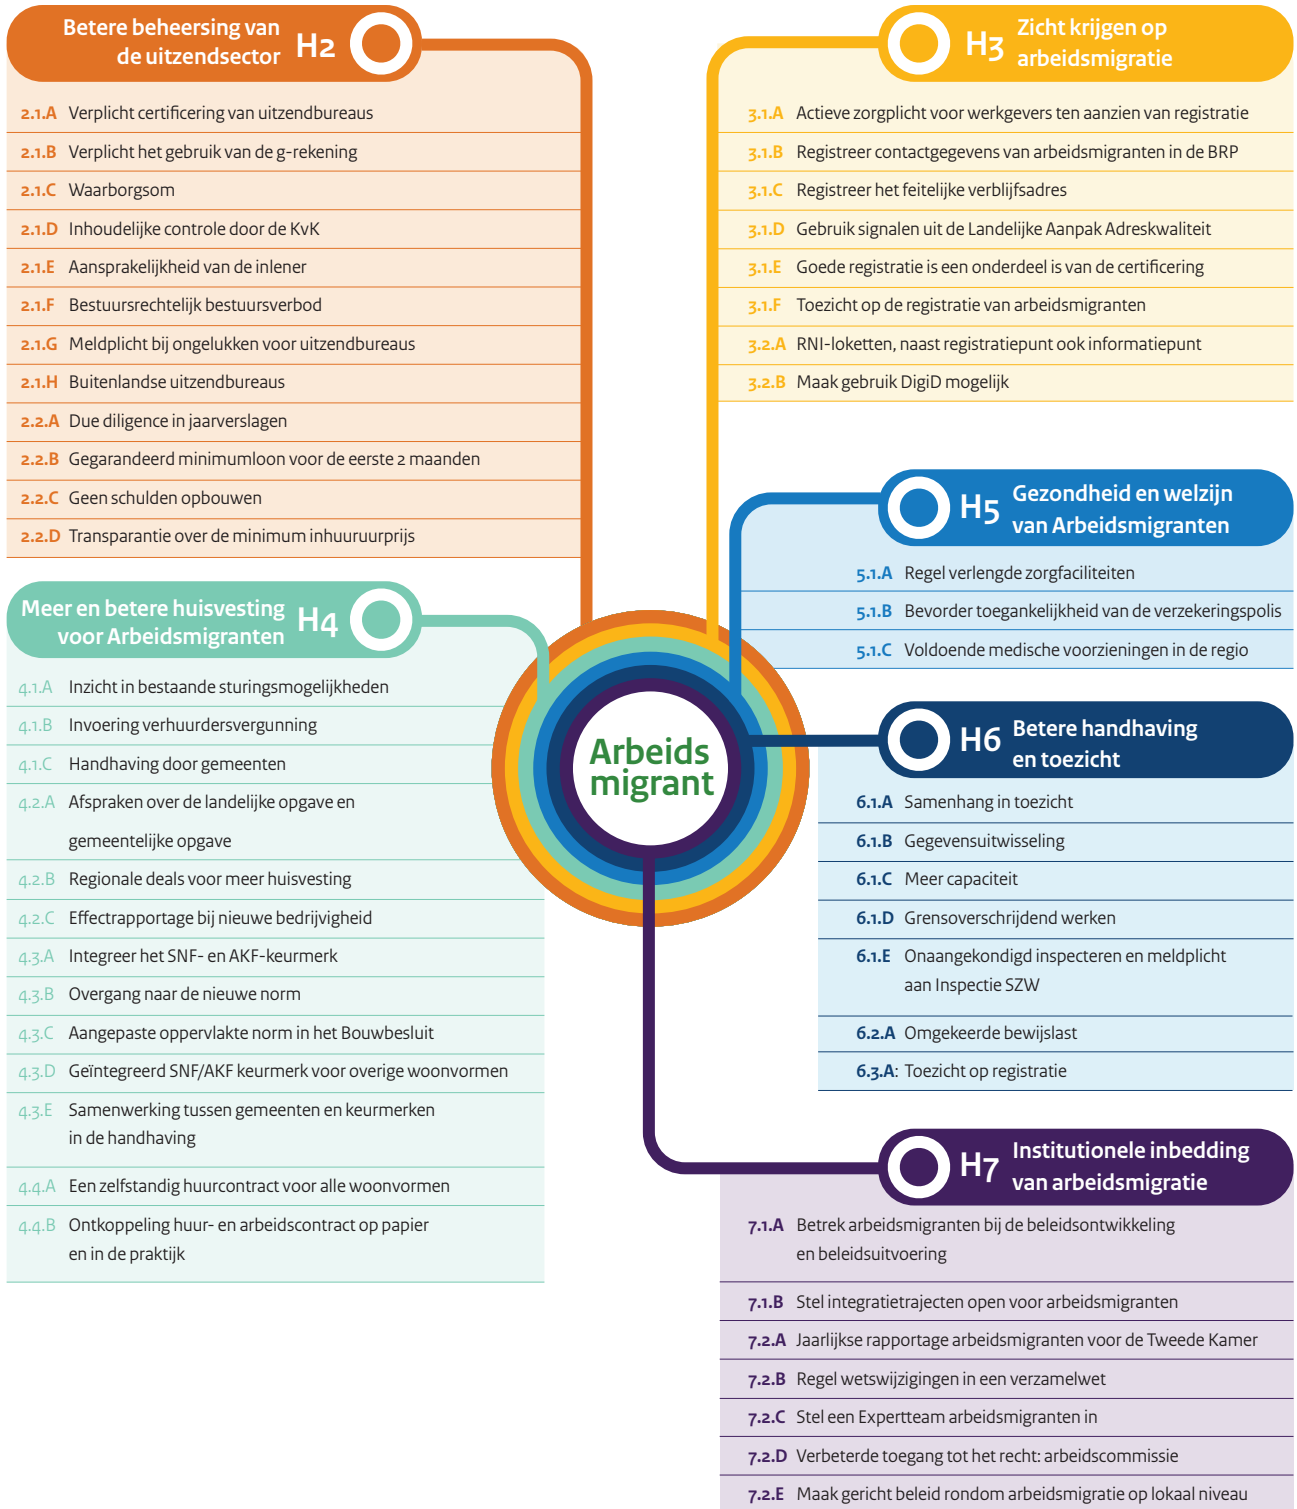 Betere beheersing van
de uitzendsector
H2
2.1.A Verplicht certificering van uitzendbureaus
2.1.B Verplicht het gebruik van de g-rekening
2.1.C Waarborgsom
2.1.D Inhoudelijke controle door de KvK
2.1.E Aansprakelijkheid van de inlener
2.1.F Bestuursrechtelijk bestuursverbod
2.1.G Meldplicht bij ongelukken voor uitzendbureaus
2.1.H Buitenlandse uitzendbureaus
2.2.A Due diligence in jaarverslagen
2.2.B Gegarandeerd minimumloon voor de eerste 2 maanden
2.2.C Geen schulden opbouwen
2.2.D Transparantie over de minimum inhuuruurprijs
H3
Zicht krijgen op
arbeidsmigratie
3.1.A Actieve zorgplicht voor werkgevers ten aanzien van registratie
3.1.B Registreer contactgegevens van arbeidsmigranten in de BRP
3.1.C Registreer het feitelijke verblijfsadres
3.1.D Gebruik signalen uit de Landelijke Aanpak Adreskwaliteit
3.1.E Goede registratie is een onderdeel is van de certificering
3.1.F Toezicht op de registratie van arbeidsmigranten
3.2.A RNI-loketten, naast registratiepunt ook informatiepunt
3.2.B Maak gebruik DigiD mogelijk
Meer en betere huisvesting
voor Arbeidsmigranten
H4
4.1.A Inzicht in bestaande sturingsmogelijkheden
4.1.B Invoering verhuurdersvergunning
4.1.C Handhaving door gemeenten
4.2.A Afspraken over de landelijke opgave en
gemeentelijke opgave
4.2.B Regionale deals voor meer huisvesting
4.2.C Effectrapportage bij nieuwe bedrijvigheid
4.3.A Integreer het SNF- en AKF-keurmerk
4.3.B Overgang naar de nieuwe norm
4.3.C Aangepaste oppervlakte norm in het Bouwbesluit
4.3.D Geïntegreerd SNF/AKF keurmerk voor overige woonvormen
4.3.E Samenwerking tussen gemeenten en keurmerken
in de handhaving
4.4.A Een zelfstandig huurcontract voor alle woonvormen
4.4.B Ontkoppeling huur- en arbeidscontract op papier
en in de praktijk
Arbeids
migrant
H5
Gezondheid en welzijn
van Arbeidsmigranten
5.1.A Regel verlengde zorgfaciliteiten
5.1.B Bevorder toegankelijkheid van de verzekeringspolis
5.1.C Voldoende medische voorzieningen in de regio
H6
Betere handhaving
en toezicht
6.1.A Samenhang in toezicht
6.1.B Gegevensuitwisseling
6.1.C Meer capaciteit
6.1.D Grensoverschrijdend werken
6.1.E Onaangekondigd inspecteren en meldplicht
aan Inspectie SZW
6.2.A Omgekeerde bewijslast
6.3.A: Toezicht op registratie
H7
Institutionele inbedding
van arbeidsmigratie
7.1.A Betrek arbeidsmigranten bij de beleidsontwikkeling
en beleidsuitvoering
7.1.B Stel integratietrajecten open voor arbeidsmigranten
7.2.A Jaarlijkse rapportage arbeidsmigranten voor de Tweede Kamer
7.2.B Regel wetswijzigingen in een verzamelwet
7.2.C Stel een Expertteam arbeidsmigranten in
7.2.D Verbeterde toegang tot het recht: arbeidscommissie
7.2.E Maak gericht beleid rondom arbeidsmigratie op lokaal niveau